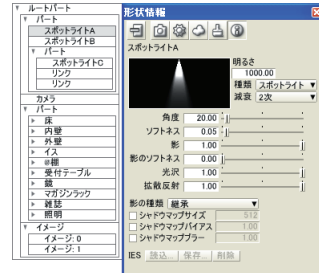 ルートパート
パート
スポットライトA
スポットライトB
パート
スポットライトC
リンク
リンク
カメラ
パート
床
内壁
外壁
イス
@棚
受付テーブル
鏡
マガジンラック
雑誌
照明
イメージ
イメージ: 0
イメージ: 1
形状情報
スポットライトA
明るさ
1000.00
種類 スポットライト
減衰 2次
角度 20.00
ソフトネス 0.05
影 1.00
影のソフトネス 0.00
光沢 1.00
拡散反射 1.00
影の種類 継承
シャドウマップサイズ 512
シャドウマップバイアス 1.00
シャドウマップブラー 1.00
IES 読込... 保存... 削除